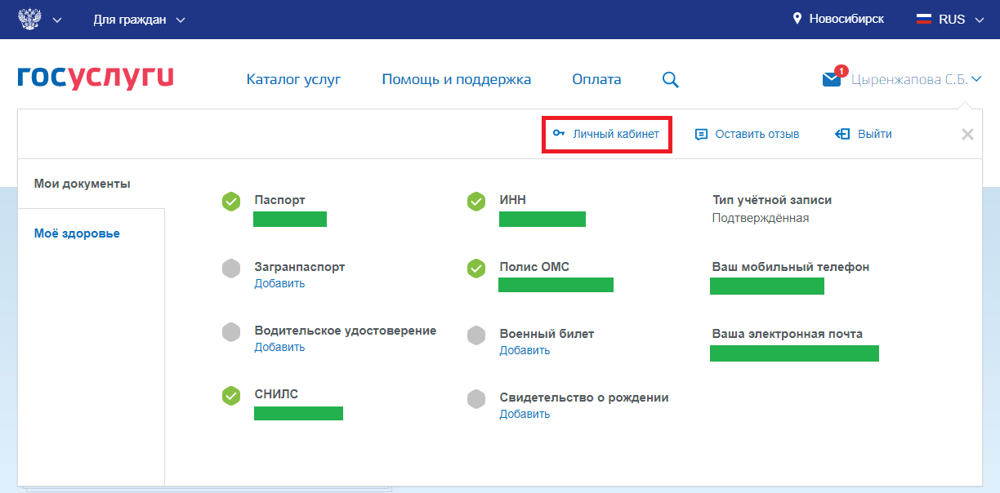 Для граждан
Новосибирск
RUS
госуслуги
Каталог услуг
Помощь и поддержка
Оплата
1
Цыренжапова С.Б.
Личный кабинет
Оставить отзыв
Выйти
Мои документы
Моё здоровье
Паспорт
ИНН
Тип учётной записи
Подтверждённая
Загранпаспорт
Добавить
Полис ОМС
Ваш мобильный телефон
Водительское удостоверение
Добавить
Военный билет
Добавить
Ваша электронная почта
СНИЛС
Свидетельство о рождении
Добавить